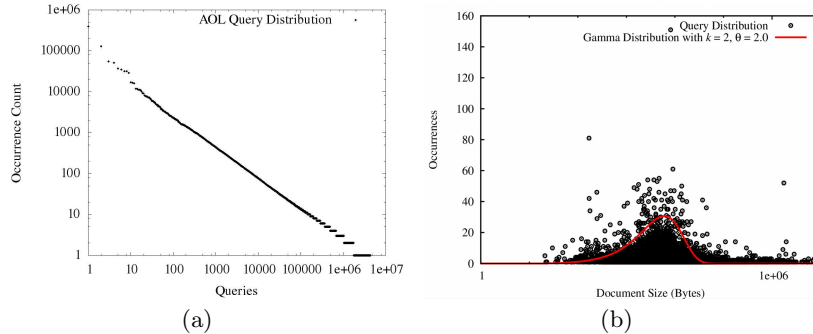 AOL Query Distribution
1e+06
100000
10000
1000
100
10
1
Occurrence Count
1 10 100 1000 10000 100000 1e+06 1e+07
Queries
(a)
Query Distribution
Gamma Distribution with k = 2, θ = 2.0
160
140
120
100
80
60
40
20
0
Occurrences
1 1e+06
Document Size (Bytes)
(b)